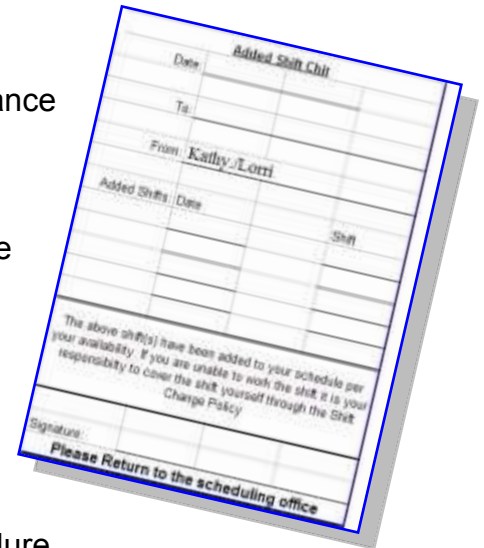 ance
e
dure
Added Shift Chit
Date
To
From: Kathy /Lorri
Added Shifts: Date Shift
The above shift(s) have been added to your schedule per
your availability. If you are unable to work the shift it is your
responsibility to cover the shift yourself through the Shift
Change Policy
Signature:
Please Return to the scheduling office